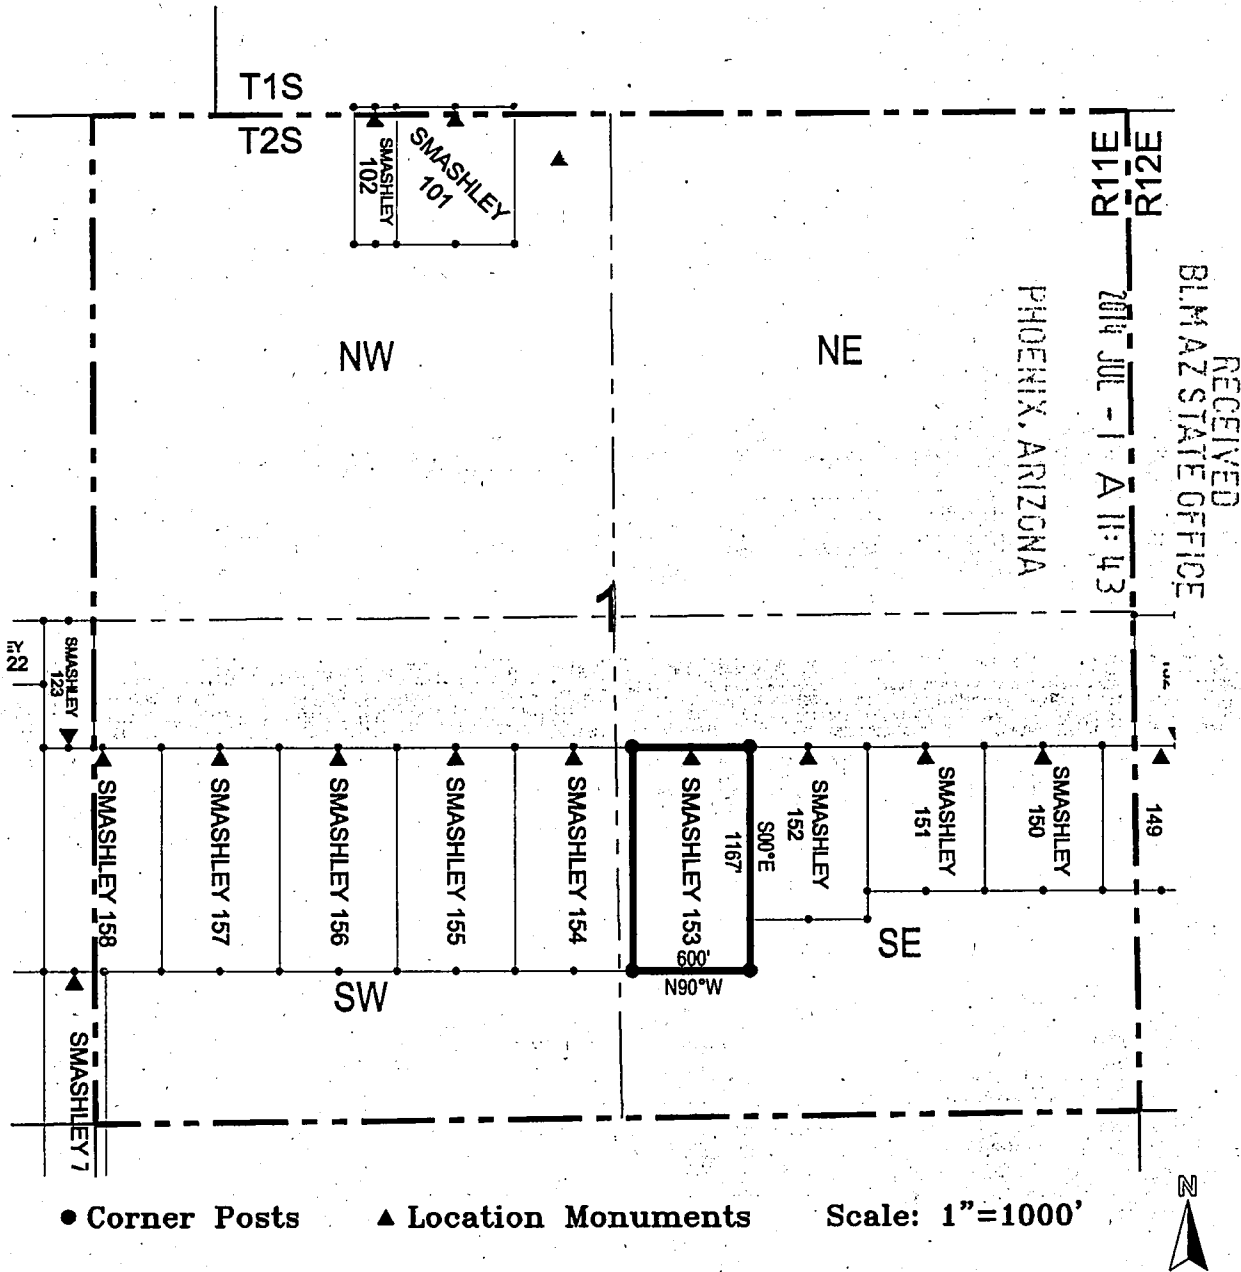 T1S
T2S
SMASHLEY
102
SMASHLEY
101
R11E
R12E
NW
NE
RECEIVED
BLM AZ STATE OFFICE
2014 JUL - 1 A 11: 43
PHOENIX, ARIZONA
1
EY
22
SMASHLEY
123
SMASHLEY 158
SMASHLEY 157
SMASHLEY 156
SMASHLEY 155
SMASHLEY 154
SMASHLEY 153
600'
N90°W
S00°E
1167'
SMASHLEY
152
SMASHLEY
151
SMASHLEY
150
149
SW
SE
SMASHLEY 7
N
Corner Posts
Location Monuments
Scale: 1"=1000'